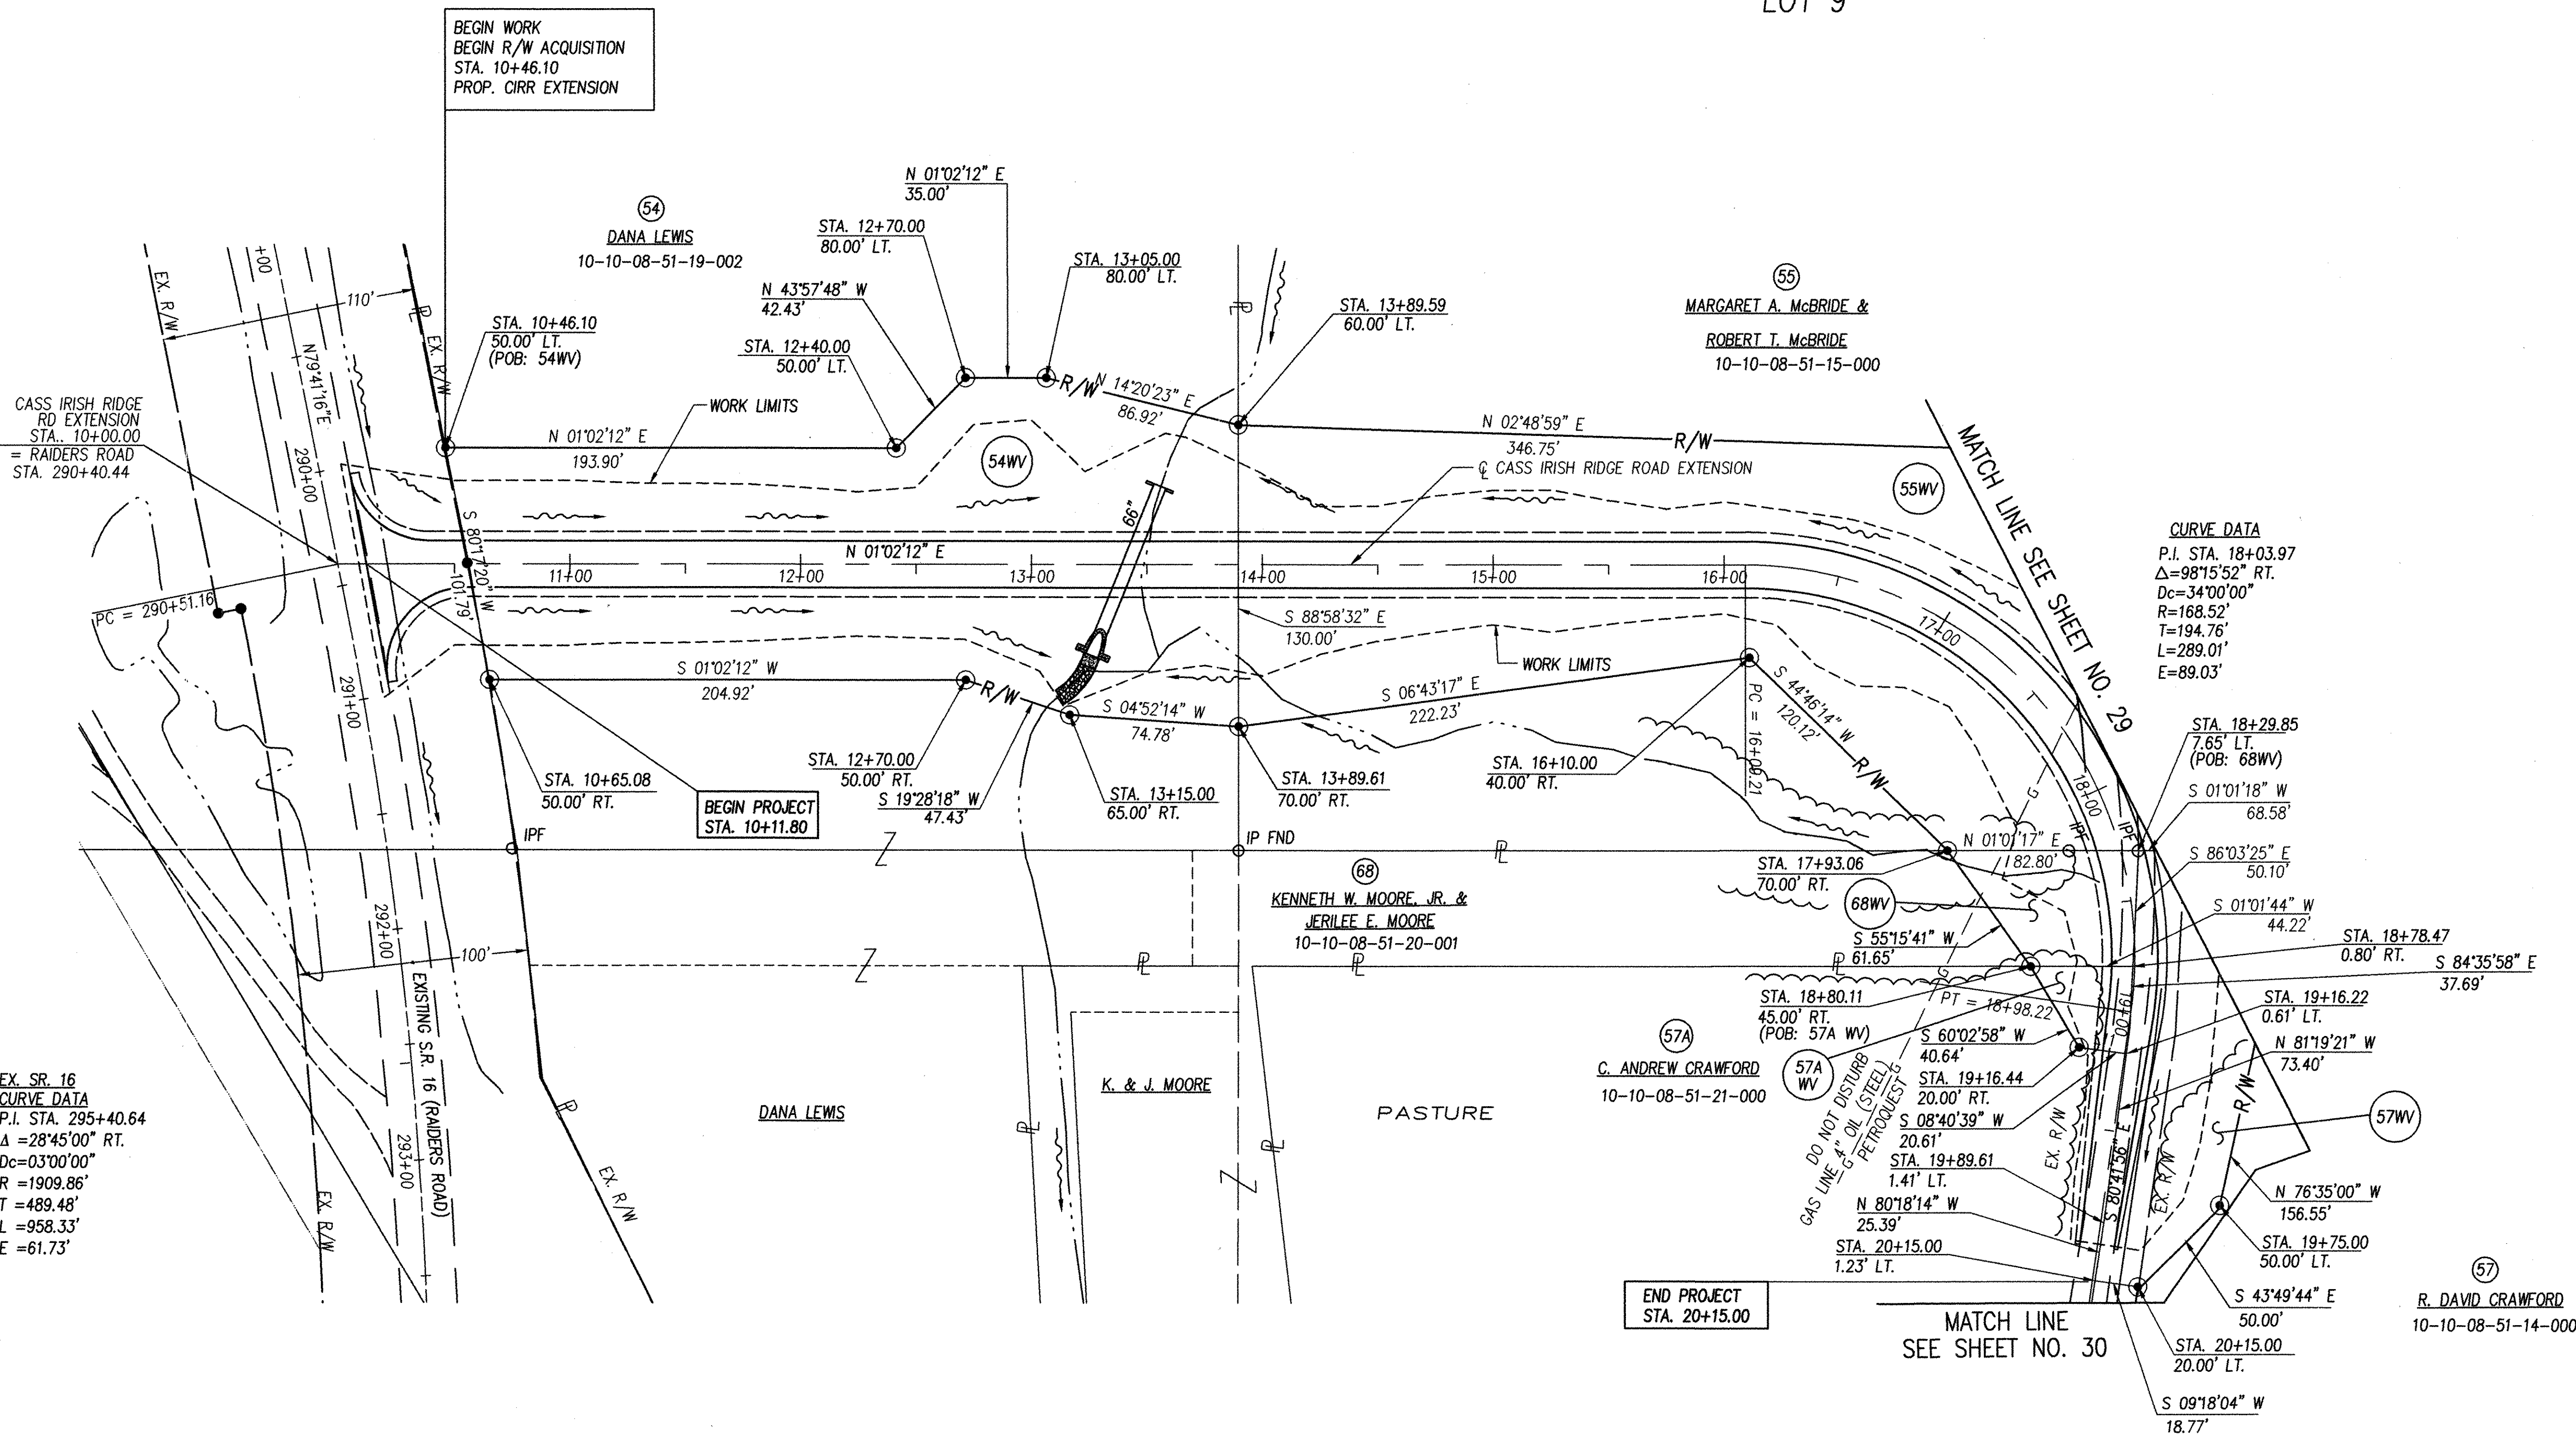 LOT 9
BEGIN WORK
BEGIN R/W ACQUISITION
STA. 10+46.10
PROP. CIRR EXTENSION
N 01°02'12" E
35.00'
54
DANA LEWIS
10-10-08-51-19-002
STA. 12+70.00
80.00' LT.
STA. 13+05.00
80.00' LT.
N 43°57'48" W
42.43'
STA. 12+40.00
50.00' LT.
STA. 10+46.10
50.00' LT.
(POB: 54WV)
STA. 13+89.59
60.00' LT.
55
MARGARET A. McBRIDE &
ROBERT T. McBRIDE
10-10-08-51-15-000
EX. R/W
110'
PL
EX. R/W
+00
N79°41'16"E
290+00
CASS IRISH RIDGE
RD EXTENSION
STA.. 10+00.00
= RAIDERS ROAD
STA. 290+40.44
WORK LIMITS
R/W
N 14°20'23" E
86.92'
PL
N 01°02'12" E
193.90'
54WV
N 02°48'59" E
346.75'
R/W
CL CASS IRISH RIDGE ROAD EXTENSION
55WV
MATCH LINE SEE SHEET NO. 29
66"
S 80°17'20" W
101.79'
N 01°02'12" E
11+00
12+00
13+00
14+00
15+00
16+00
17+00
18+00
19+00
CURVE DATA
P.I. STA. 18+03.97
Δ=98°15'52" RT.
Dc=34°00'00"
R=168.52'
T=194.76'
L=289.01'
E=89.03'
PC = 290+51.16
S 88°58'32" E
130.00'
WORK LIMITS
S 01°02'12" W
204.92'
R/W
S 04°52'14" W
74.78'
S 06°43'17" E
222.23'
S 44°46'14" W
120.12'
R/W
PC = 16+09.21
291+00
STA. 10+65.08
50.00' RT.
STA. 12+70.00
50.00' RT.
S 19°28'18" W
47.43'
STA. 13+15.00
65.00' RT.
STA. 13+89.61
70.00' RT.
STA. 16+10.00
40.00' RT.
BEGIN PROJECT
STA. 10+11.80
STA. 18+29.85
7.65' LT.
(POB: 68WV)
S 01°01'18" W
68.58'
IPF
IP FND
PL
G
IPF
IPF
N 01°01'17" E
182.80'
STA. 17+93.06
70.00' RT.
S 86°03'25" E
50.10'
68
KENNETH W. MOORE, JR. &
JERILEE E. MOORE
10-10-08-51-20-001
68WV
S 01°01'44" W
44.22'
S 55°15'41" W
61.65'
STA. 18+78.47
0.80' RT.
S 84°35'58" E
37.69'
292+00
100'
PL
PL
PL
G
PT = 18+98.22
STA. 18+80.11
45.00' RT.
(POB: 57A WV)
STA. 19+16.22
0.61' LT.
EXISTING S.R. 16 (RAIDERS ROAD)
57A
C. ANDREW CRAWFORD
10-10-08-51-21-000
57A
WV
S 60°02'58" W
40.64'
N 81°19'21" W
73.40'
STA. 19+16.44
20.00' RT.
EX. SR. 16
CURVE DATA
P.I. STA. 295+40.64
Δ =28°45'00" RT.
Dc=03°00'00"
R =1909.86'
T =489.48'
L =958.33'
E =61.73'
DANA LEWIS
K. & J. MOORE
PASTURE
PL
PL
PL
DO NOT DISTURB
GAS LINE 4" OIL (STEEL)
PETROQUEST
G
G
S 08°40'39" W
20.61'
EX. R/W
R/W
57WV
293+00
EX. R/W
EX. R/W
STA. 19+89.61
1.41' LT.
S 80°41'56" E
EX. R/W
N 80°18'14" W
25.39'
N 76°35'00" W
156.55'
STA. 20+15.00
1.23' LT.
STA. 19+75.00
50.00' LT.
END PROJECT
STA. 20+15.00
S 43°49'44" E
50.00'
57
R. DAVID CRAWFORD
10-10-08-51-14-000
MATCH LINE
SEE SHEET NO. 30
STA. 20+15.00
20.00' LT.
S 09°18'04" W
18.77'